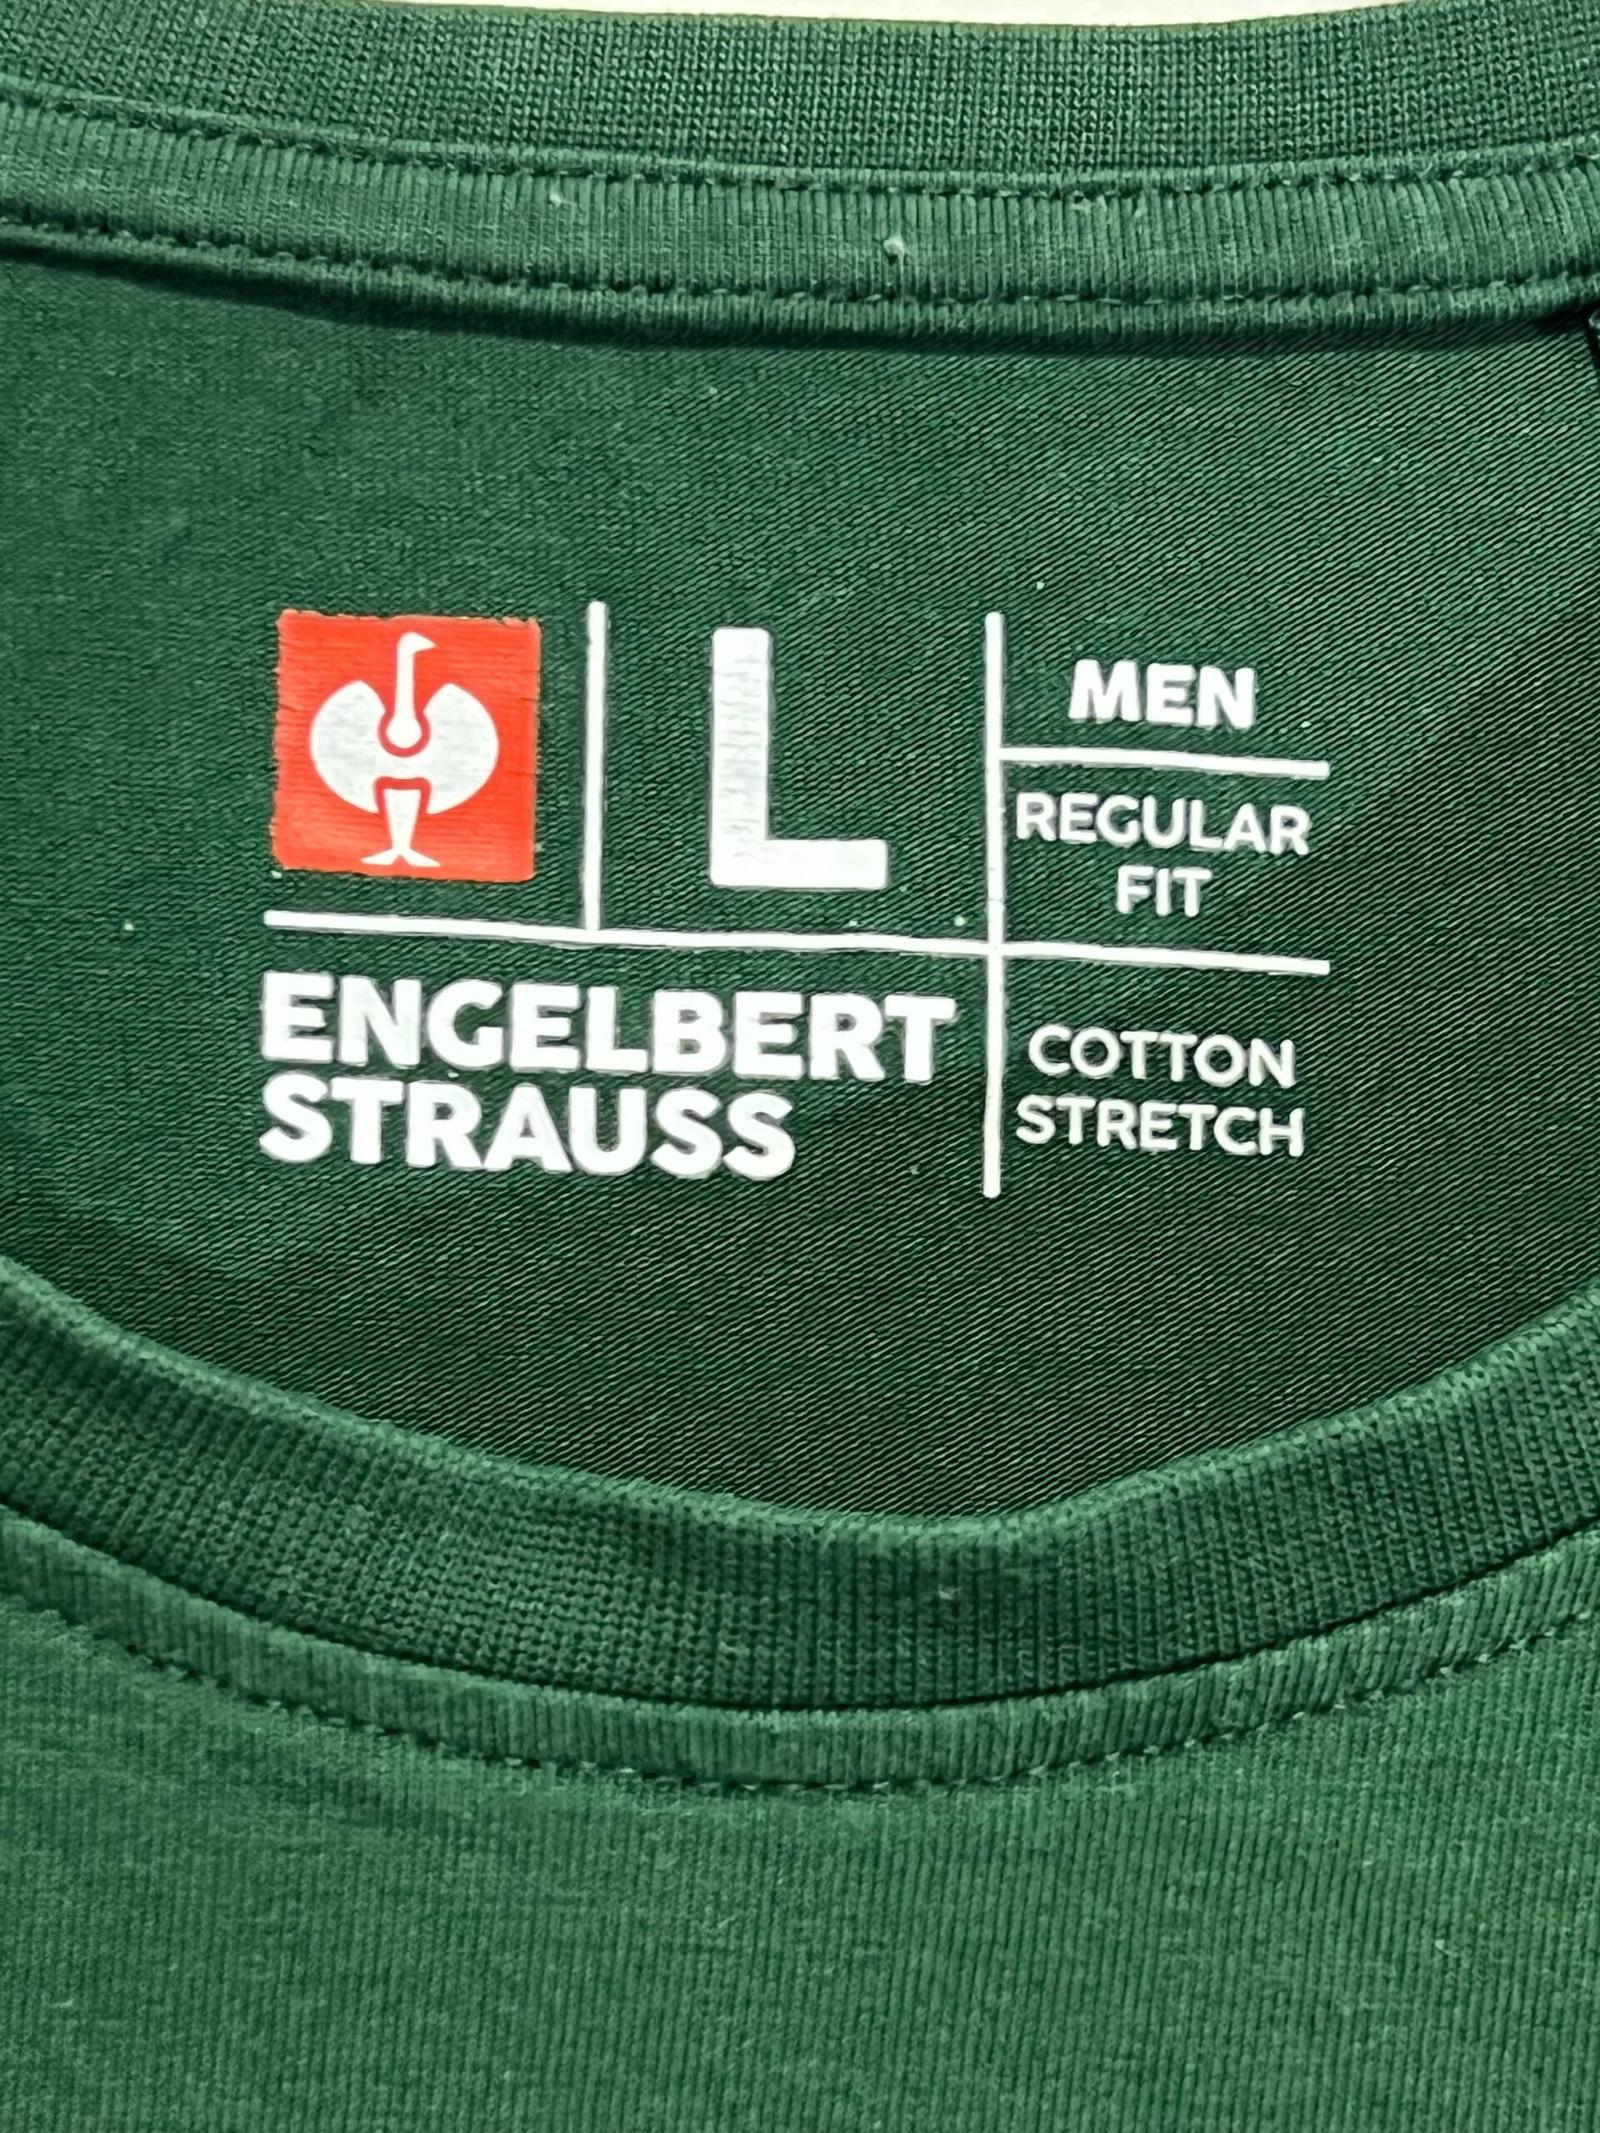 L
MEN
REGULAR
FIT
ENGELBERT
STRAUSS
COTTON
STRETCH